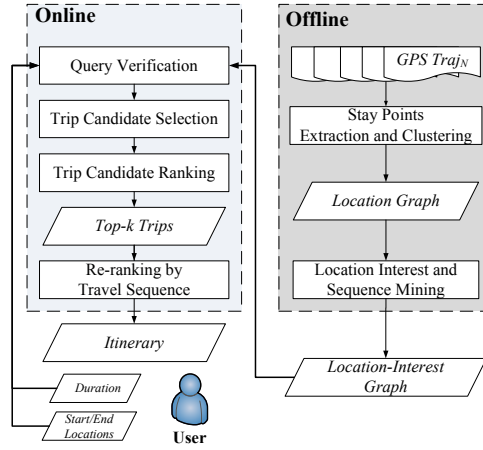 Online
Query Verification
Trip Candidate Selection
Trip Candidate Ranking
Top-k Trips
Re-ranking by
Travel Sequence
Itinerary
Duration
Start/End
Locations
User
Offline
GPS Traj_N
Stay Points
Extraction and Clustering
Location Graph
Location Interest and
Sequence Mining
Location-Interest
Graph